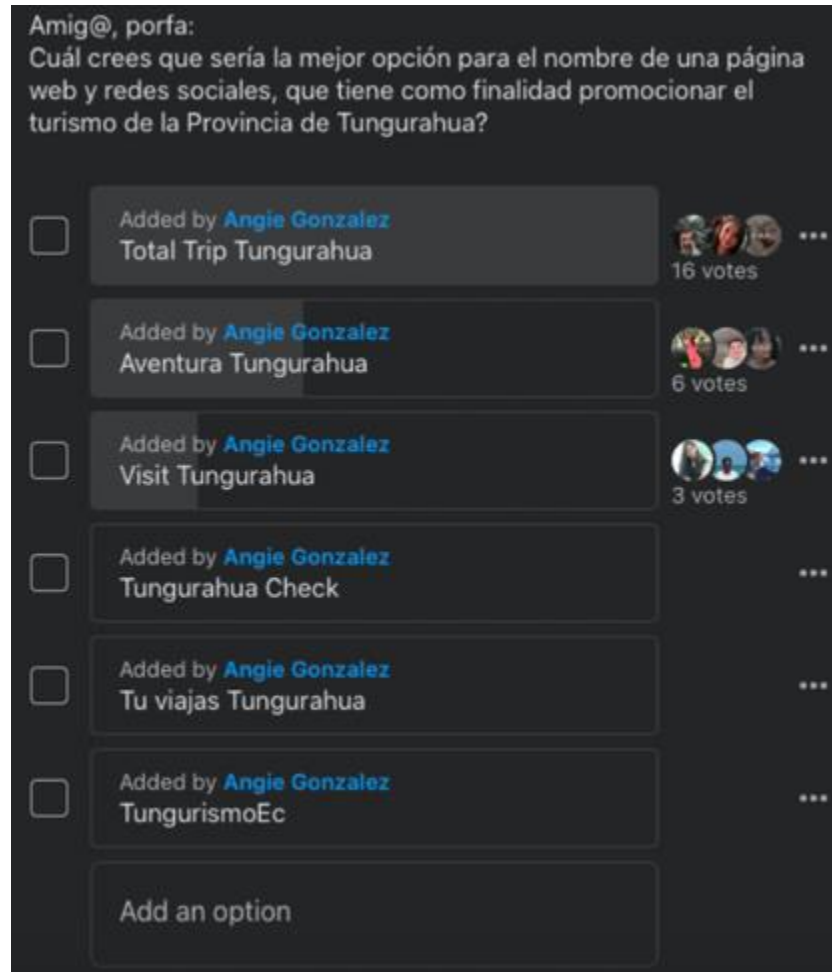 Amig@, porfa:
Cuál crees que sería la mejor opción para el nombre de una página
web y redes sociales, que tiene como finalidad promocionar el
turismo de la Provincia de Tungurahua?
Added by Angie Gonzalez
Total Trip Tungurahua
16 votes
Added by Angie Gonzalez
Aventura Tungurahua
6 votes
Added by Angie Gonzalez
Visit Tungurahua
3 votes
Added by Angie Gonzalez
Tungurahua Check
Added by Angie Gonzalez
Tu viajas Tungurahua
Added by Angie Gonzalez
TungurismoEc
Add an option